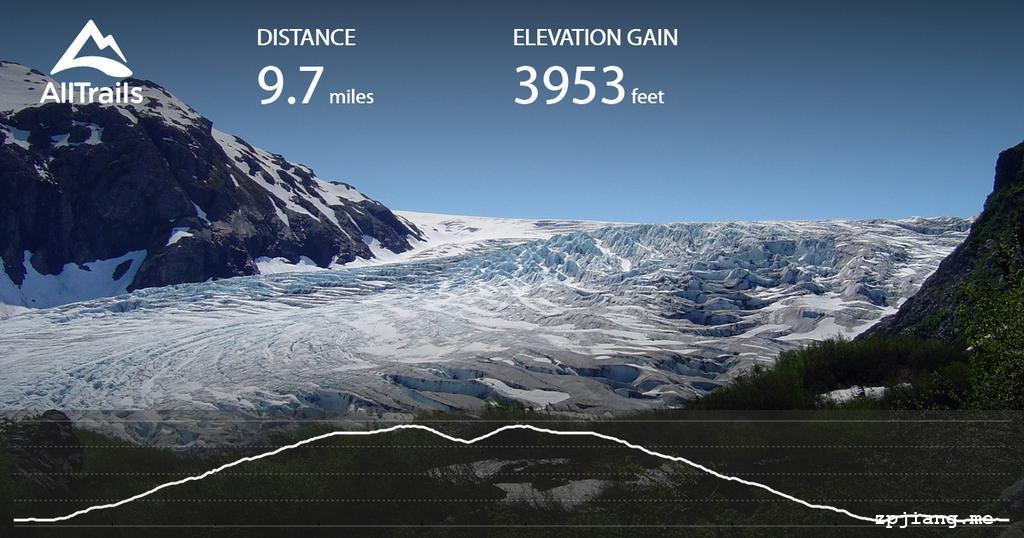 AllTrails
DISTANCE
9.7 miles
ELEVATION GAIN
3953 feet
zpjiang.me